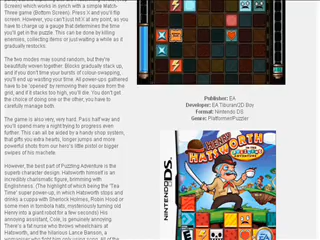 Screen) which works in synch with a simple Match-
Three game (Bottom Screen). Press X and you'll flip
screen. However, you can't just hit it at any point, as you
have to charge up a gauge that determines the time
you'll get in the puzzle. This can be done by killing
enemies, collecting items or just waiting a while as it
gradually restocks.
The two modes may sound random, but they're
beautifully woven together. Blocks gradually stack up,
and if you don't time your bursts of colour-swapping,
you'll end up wasting your time. All power-ups gathered
have to be 'opened' by removing their square from the
grid, and if it stacks too high, you'll die. You don't get
the choice of doing one or the other, you have to
carefully manage both.
The game is also very, very hard. Pass half way and
you'll spend many a night trying to progress even
further. This can all be aided by a handy shop system,
that gifts you extra hearts, longer jumps and more
powerful shots from our hero's little pistol or bigger
swipes of his machete.
However, the best part of Puzzling Adventure is the
superb character design. Hatsworth himself is an
incredibly charismatic figure, brimming with
Englishness. (The highlight of which being the 'Tea
Time' super power-up, in which Hatsworth stops and
drinks a cuppa with Sherlock Holmes, Robin Hood or
some men in bombala hats, mysteriously turning old
Henry into a giant robot for a few seconds) His
annoying assistant, Cole, is genuinely annoying.
There's a fat nurse who throws wheelchairs at
Hatsworth, and the hilarious Lance Banson, a
Publisher: EA
Developer: EA Tiburon/2D Boy
Format: Nintendo DS
Genres: Platformer/Puzzler
NINTENDO DS
HENRY
HATSWORTH